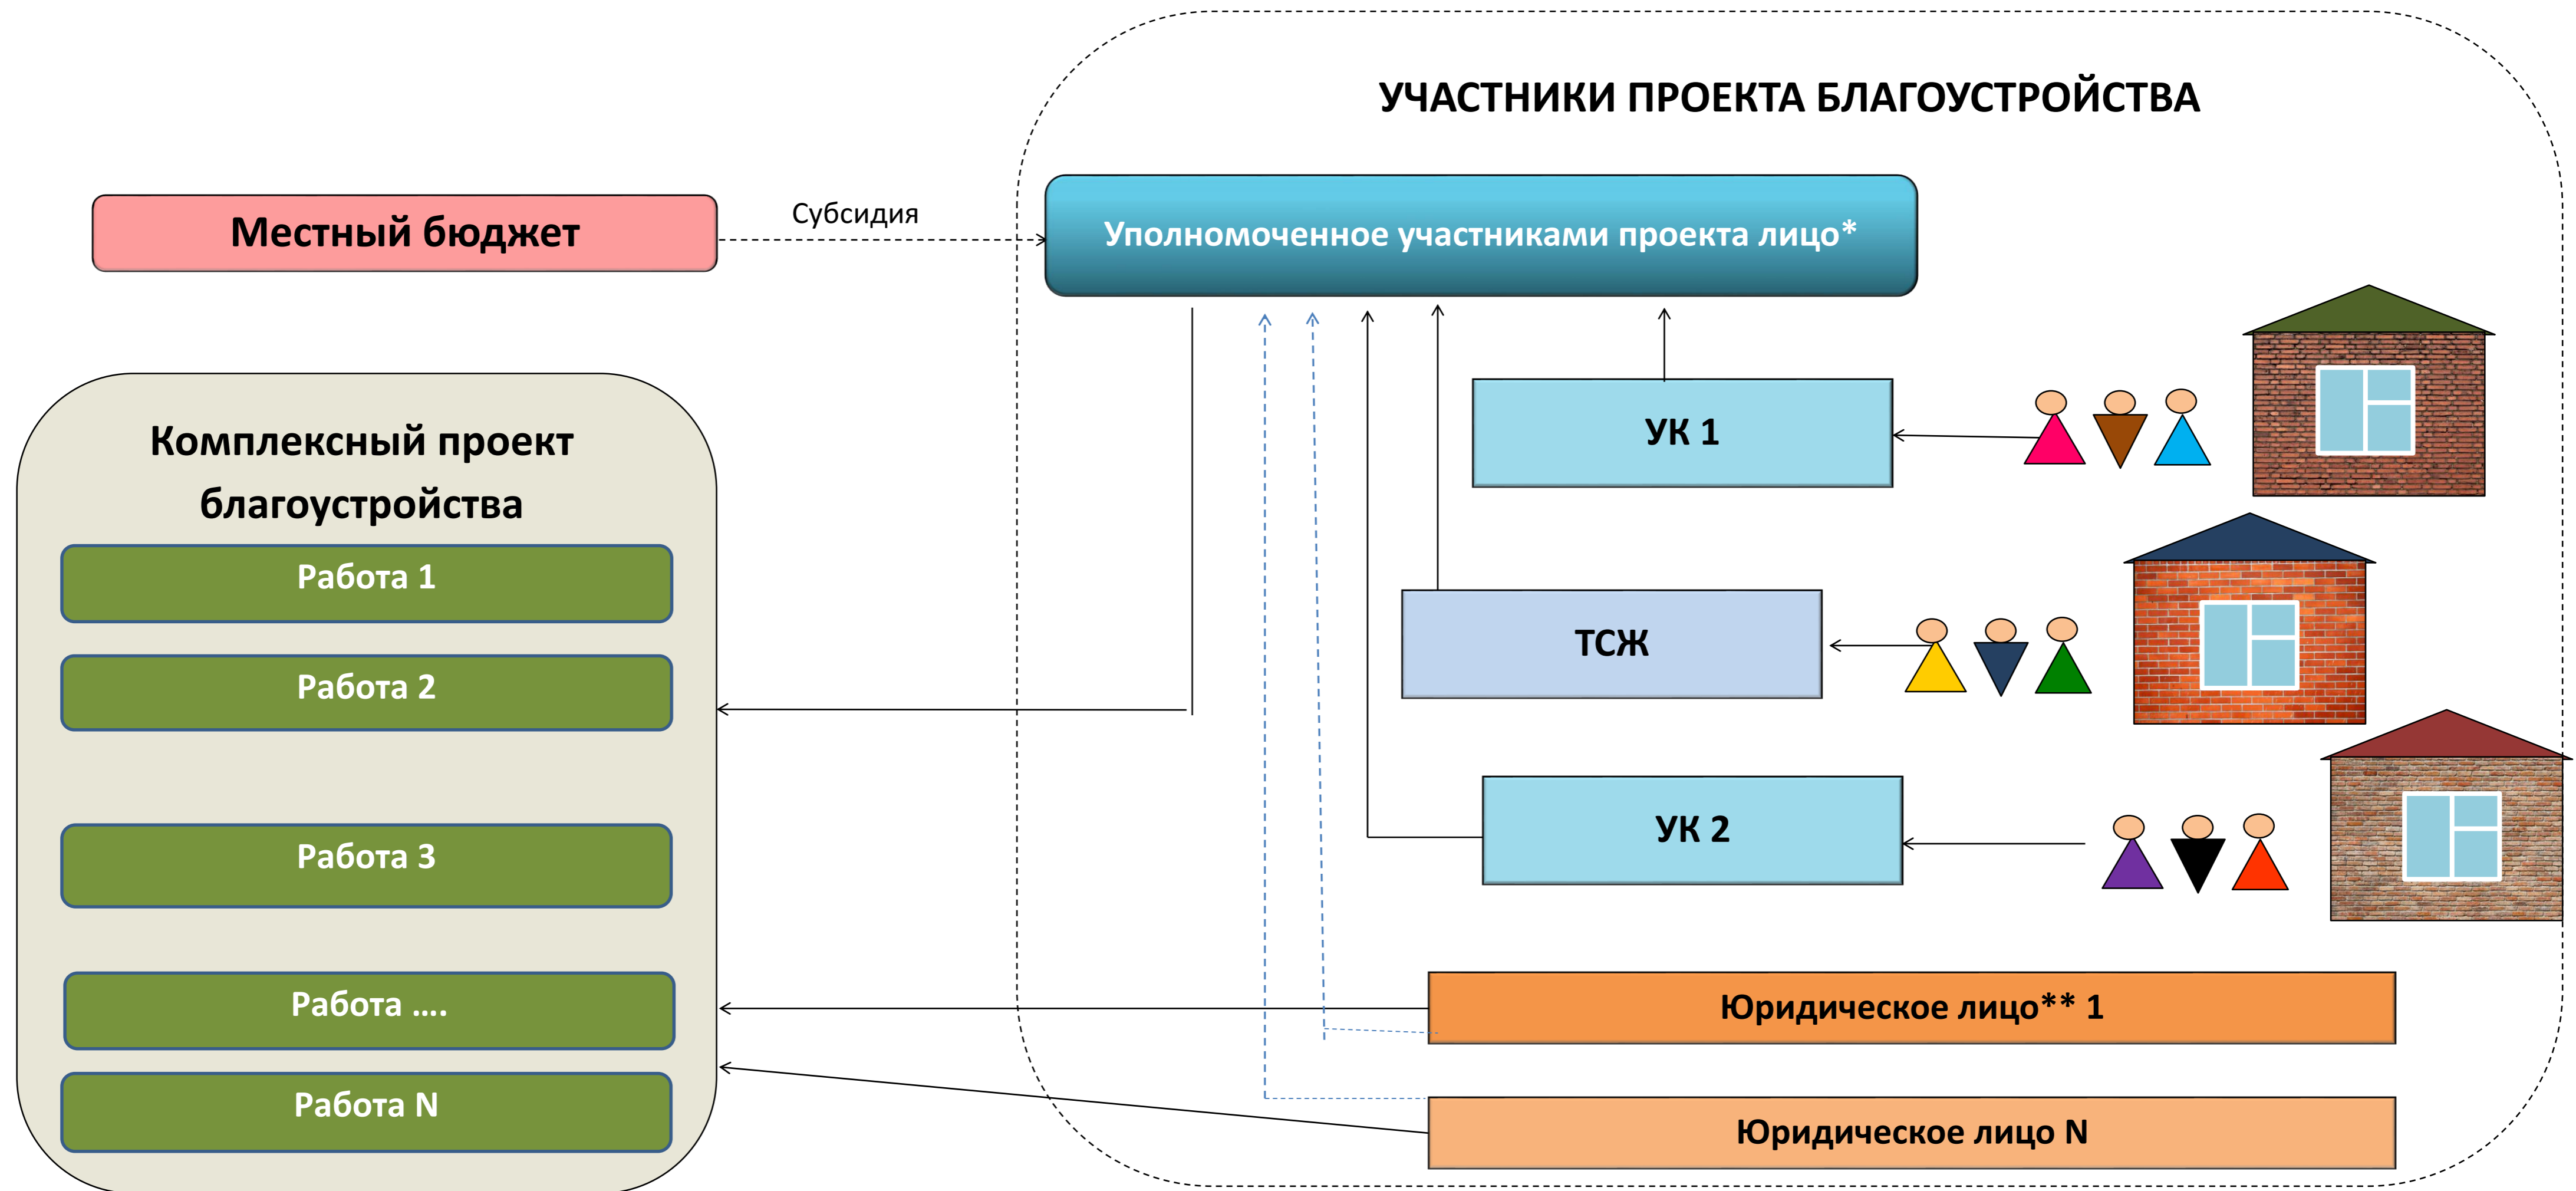 УЧАСТНИКИ ПРОЕКТА БЛАГОУСТРОЙСТВА
Местный бюджет
Субсидия
Уполномоченное участниками проекта лицо*
Комплексный проект
благоустройства
Работа 1
Работа 2
Работа 3
Работа ....
Работа N
УК 1
ТСЖ
УК 2
Юридическое лицо** 1
Юридическое лицо N